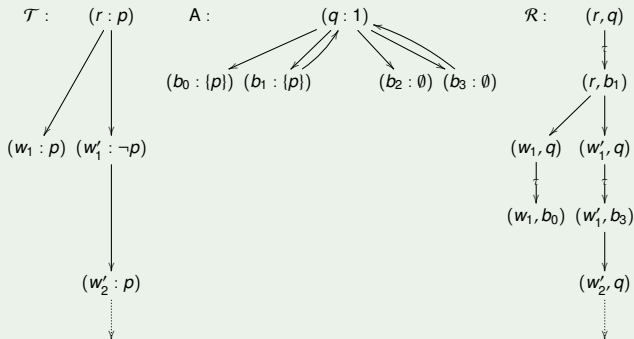 𝒯 : (r : p) A : (q : 1) ℛ : (r, q)
τ
(b₀ : {p}) (b₁ : {p}) (b₂ : ∅) (b₃ : ∅) (r, b₁)
(w₁ : p) (w′₁ : ¬p) (w₁, q) (w′₁, q)
τ τ
(w₁, b₀) (w′₁, b₃)
(w′₂ : p) (w′₂, q)